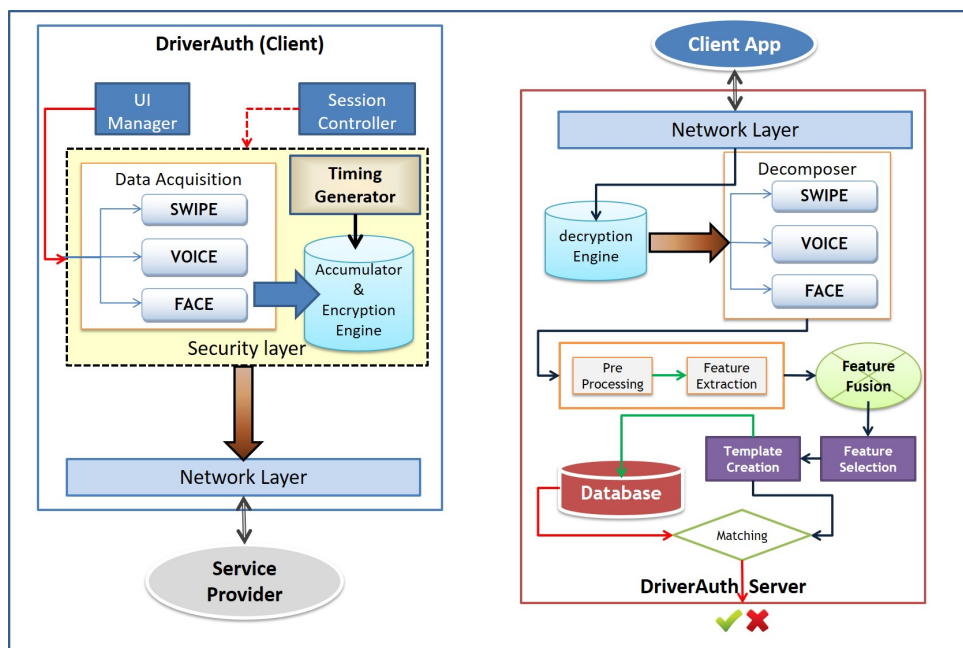 DriverAuth (Client)
UI
Manager
Session
Controller
Data Acquisition
SWIPE
VOICE
FACE
Timing
Generator
Accumulator
&
Encryption
Engine
Security layer
Network Layer
Service
Provider
Client App
Network Layer
decryption
Engine
Decomposer
SWIPE
VOICE
FACE
Pre
Processing
Feature
Extraction
Feature
Fusion
Feature
Selection
Template
Creation
Database
Matching
DriverAuth Server